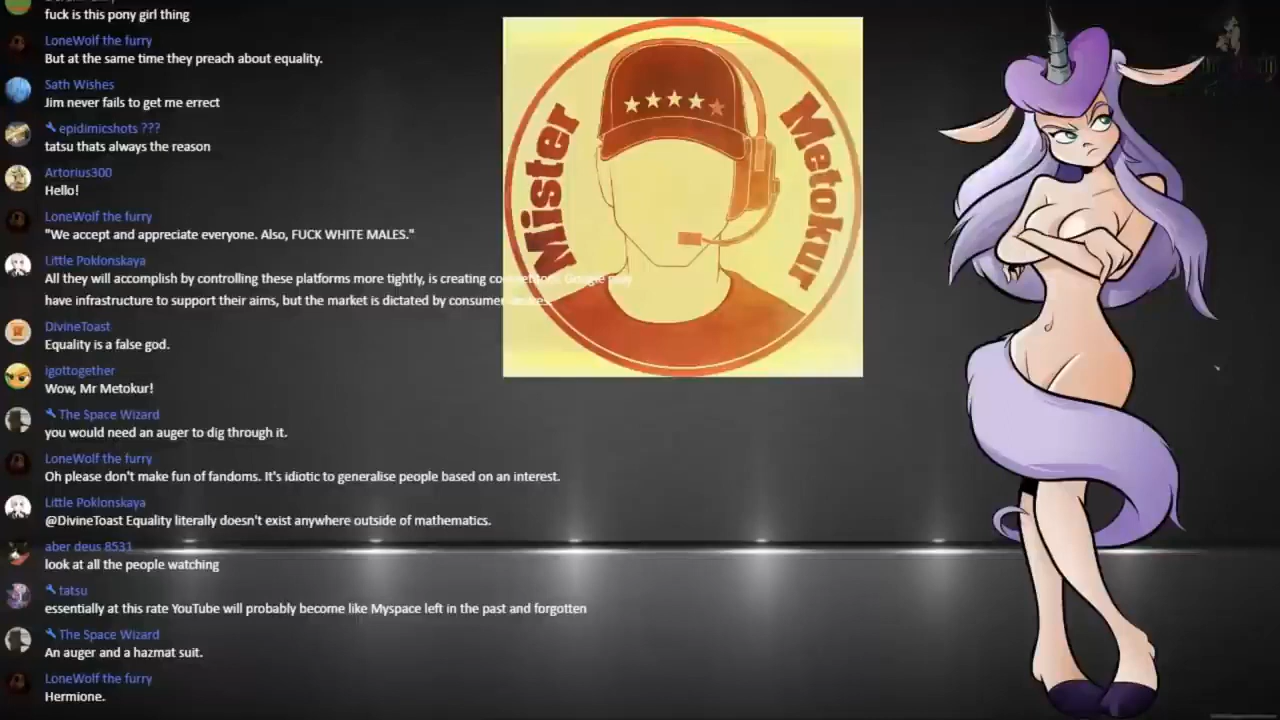 fuck is this pony girl thing
LoneWolf the furry
But at the same time they preach about equality.
Sath Wishes
Jim never fails to get me errect
epidimicshots ???
tatsu thats always the reason
Artorius300
Hello!
LoneWolf the furry
"We accept and appreciate everyone. Also, FUCK WHITE MALES."
Little Poklonskaya
All they will accomplish by controlling these platforms more tightly, is creating Google
have infrastructure to support their aims, but the market is dictated by consumer
DivineToast
Equality is a false god.
igottogether
Wow, Mr Metokur!
The Space Wizard
you would need an auger to dig through it.
LoneWolf the furry
Oh please don't make fun of fandoms. It's idiotic to generalise people based on an interest.
Little Poklonskaya
@DivineToast Equality literally doesn't exist anywhere outside of mathematics.
aber deus 8531
look at all the people watching
tatsu
essentially at this rate YouTube will probably become like Myspace left in the past and forgotten
The Space Wizard
An auger and a hazmat suit.
LoneWolf the furry
Hermione.
Mister Metokur